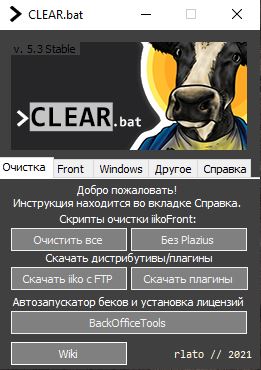 CLEAR.bat
v. 5.3 Stable
>CLEAR.bat
Очистка Front Windows Другое Справка
Добро пожаловать!
Инструкция находится во вкладке Справка.
Скрипты очистки iikoFront:
Очистить все Без Plazius
Скачать дистрибутивы/плагины
Скачать iiko с FTP Скачать плагины
Автозапускатор беков и установка лицензий
BackOfficeTools
Wiki rlato // 2021